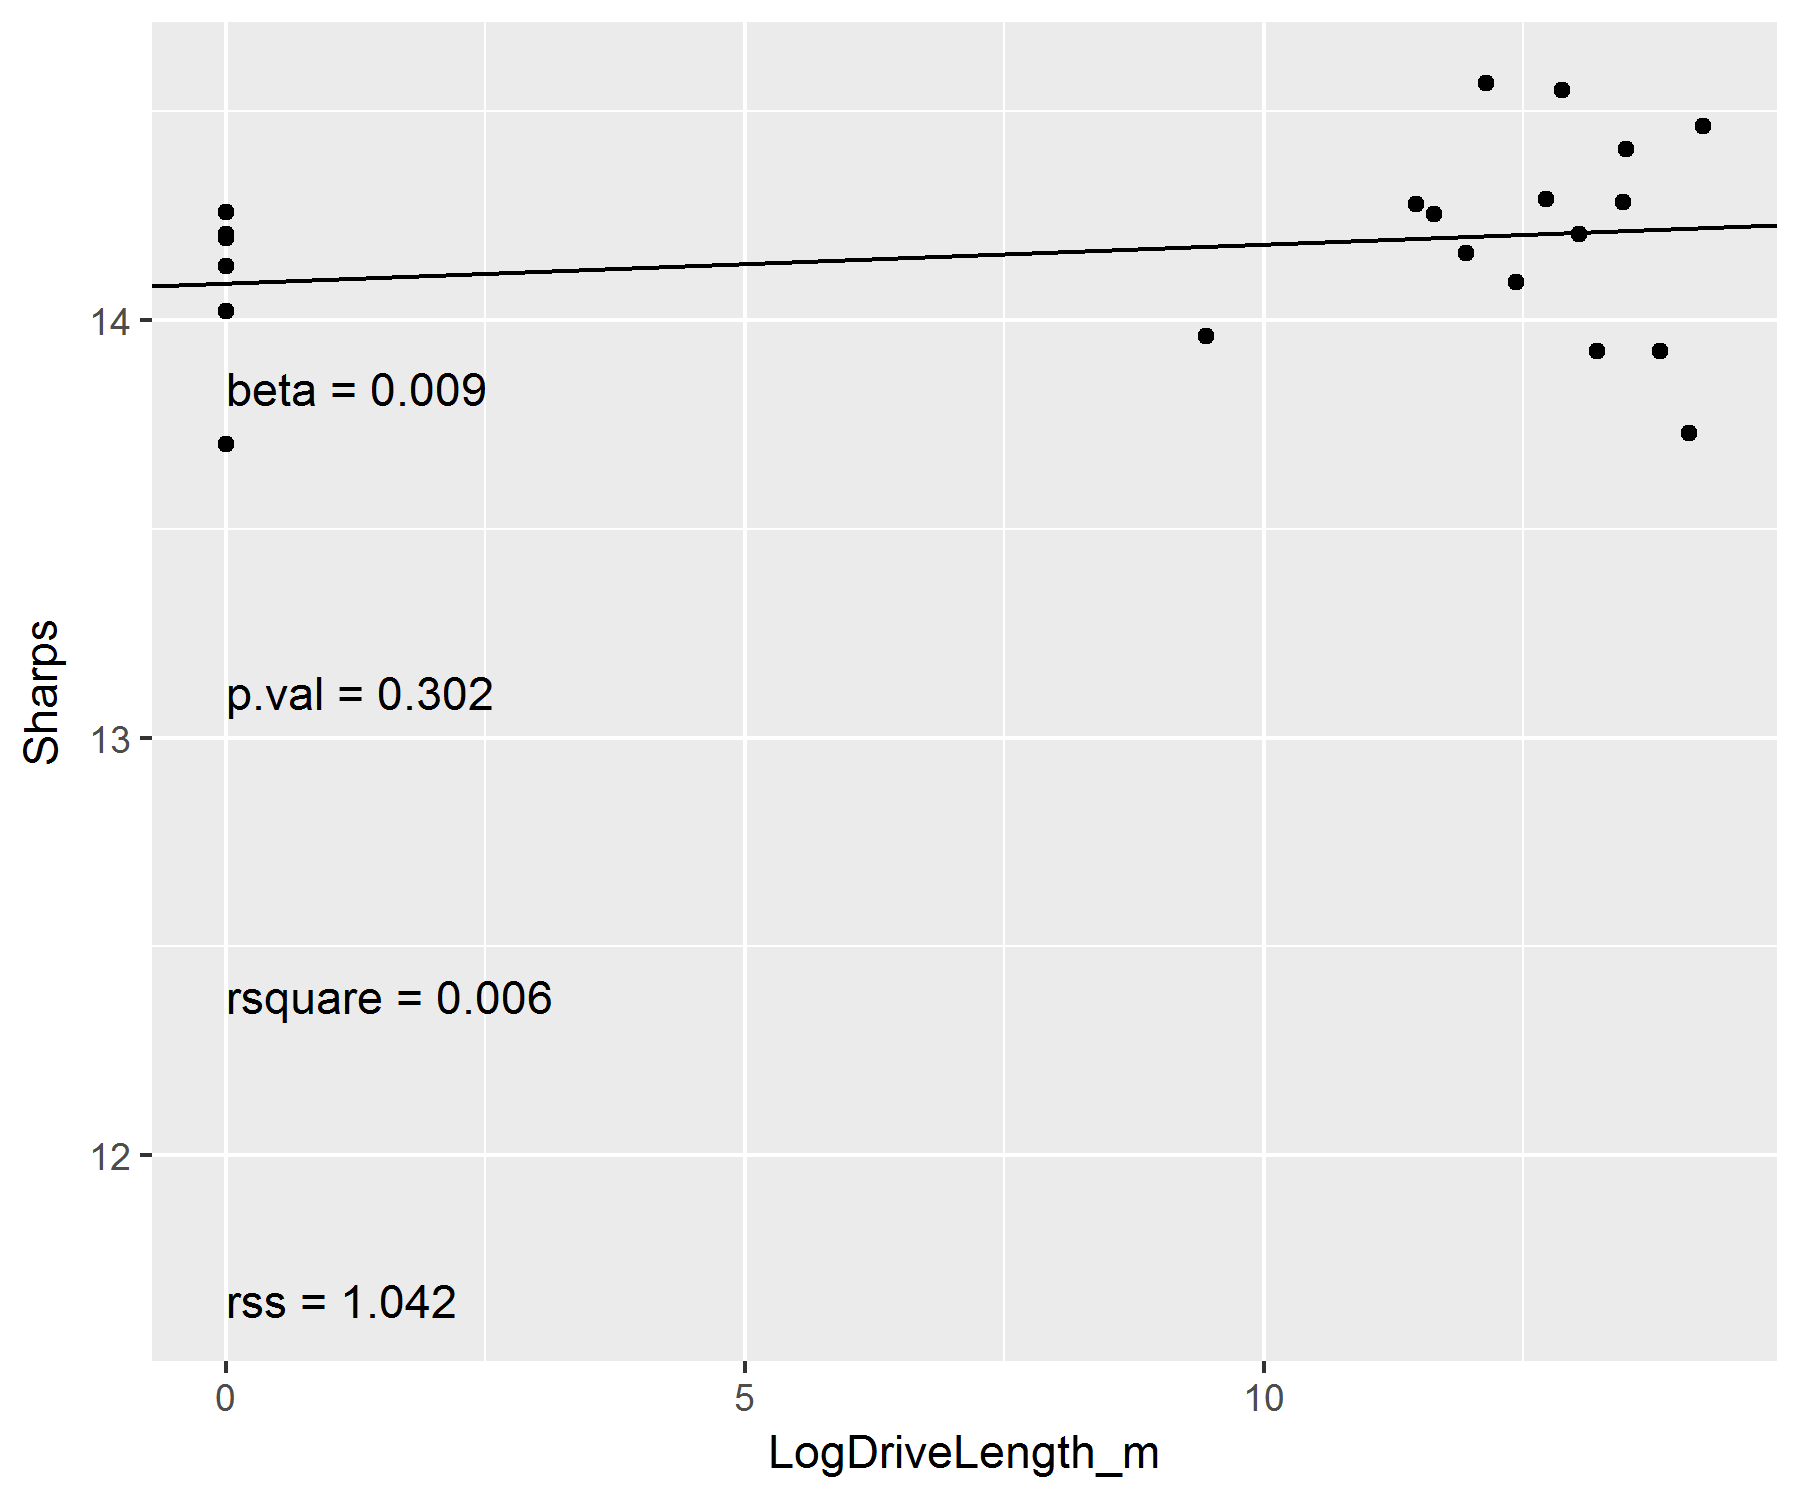 Sharps
14
13
12
beta = 0.009
p.val = 0.302
rsquare = 0.006
rss = 1.042
0
5
10
LogDriveLength_m